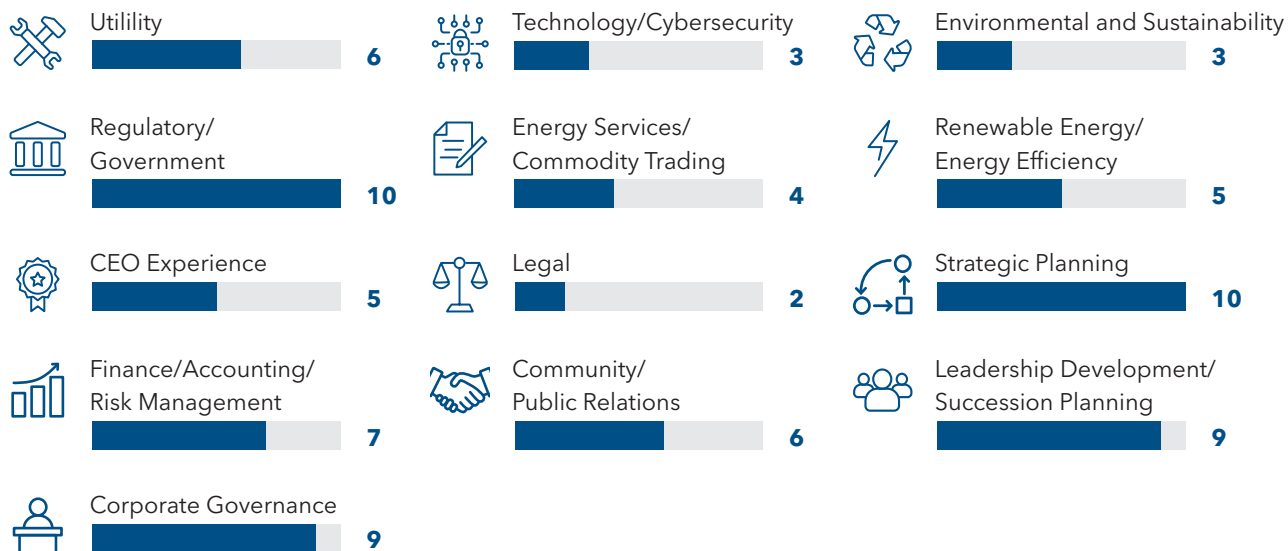 Utilility
6
Technology/Cybersecurity
3
Environmental and Sustainability
3
Regulatory/
Government
10
Energy Services/
Commodity Trading
4
Renewable Energy/
Energy Efficiency
5
CEO Experience
5
Legal
2
Strategic Planning
10
Finance/Accounting/
Risk Management
7
Community/
Public Relations
6
Leadership Development/
Succession Planning
9
Corporate Governance
9